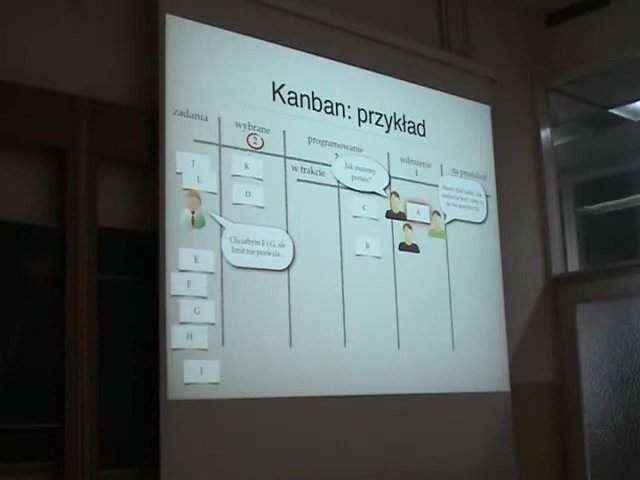 Kanban: przykład
zadania
wybrane
2
programowanie
w trakcie
wdrożenie
1
na produkcji
Jak możemy
pomóc?
K
D
L
C
B
Chciałbym E i G, ale
limit nie pozwala.
E
F
G
H